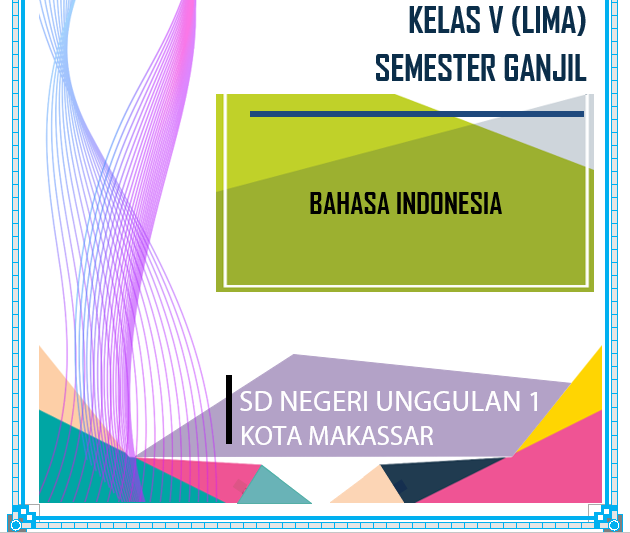 KELAS V (LIMA)
SEMESTER GANJIL
BAHASA INDONESIA
SD NEGERI UNGGULAN 1
KOTA MAKASSAR